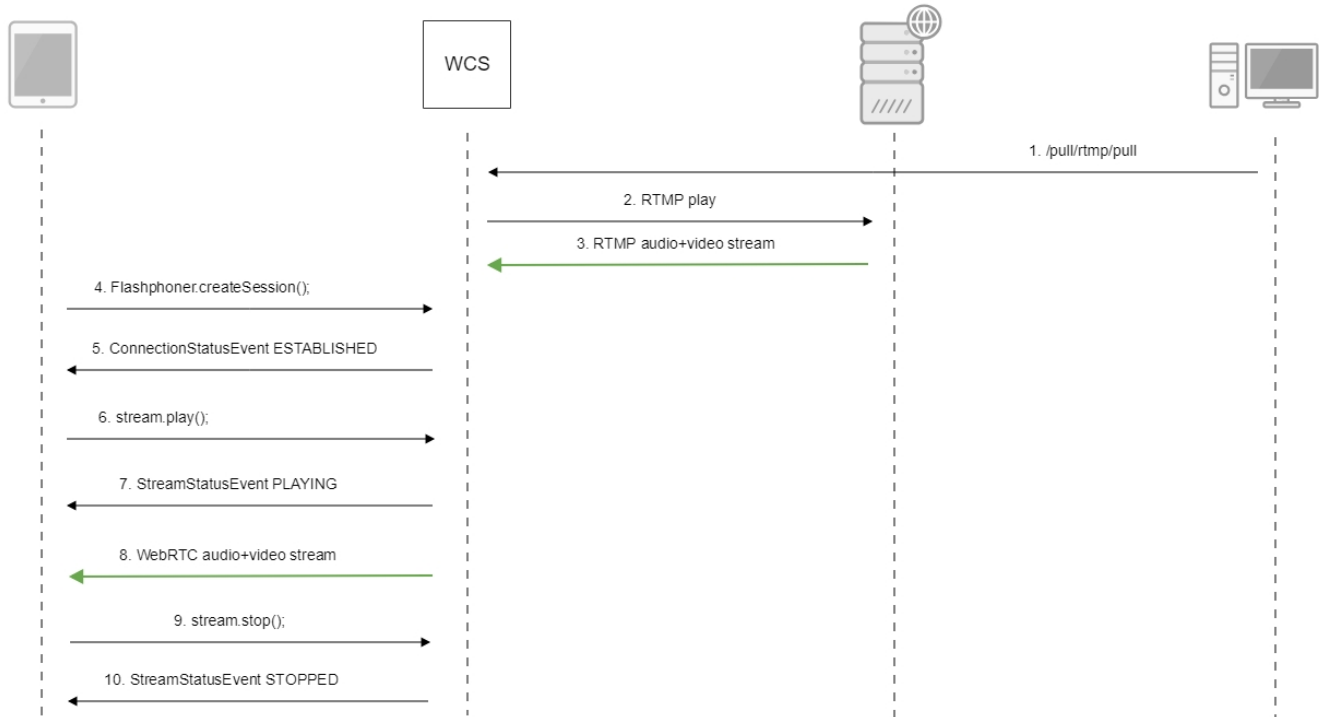 WCS
1. /pull/rtmp/pull
2. RTMP play
3. RTMP audio+video stream
4. Flashphoner.createSession();
5. ConnectionStatusEvent ESTABLISHED
6. stream.play();
7. StreamStatusEvent PLAYING
8. WebRTC audio+video stream
9. stream.stop();
10. StreamStatusEvent STOPPED